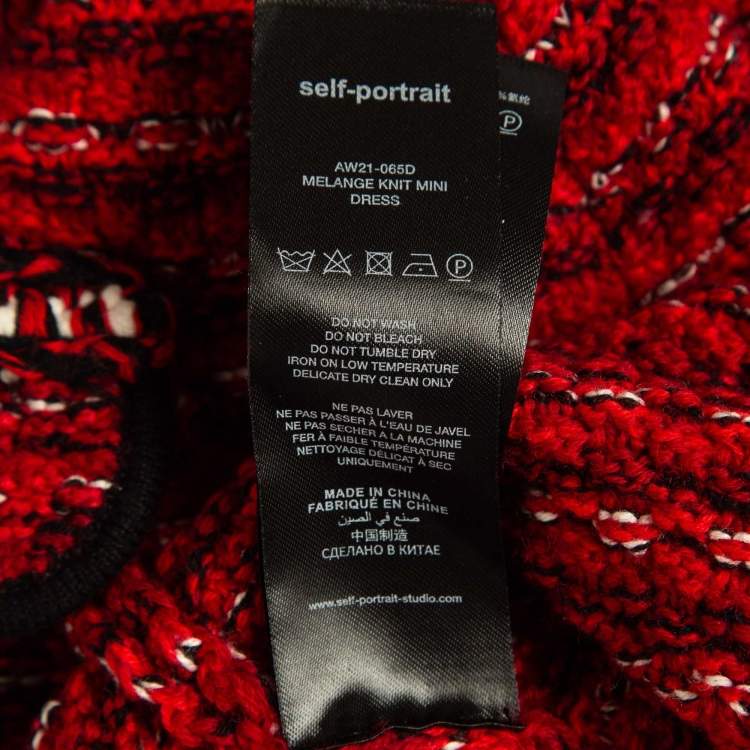 self-portrait
AW21-065D
MELANGE KNIT MINI
DRESS
DO NOT WASH
DO NOT BLEACH
DO NOT TUMBLE DRY
IRON ON LOW TEMPERATURE
DELICATE DRY CLEAN ONLY
NE PAS LAVER
NE PAS PASSER À L'EAU DE JAVEL
NE PAS SECHER A LA MACHINE
FER À FAIBLE TEMPÉRATURE
NETTOYAGE DÉLICAT À SEC
UNIQUEMENT
MADE IN CHINA
FABRIQUÉ EN CHINE
صنع في الصين
中国制造
СДЕЛАНО В КИТАЕ
www.self-portrait-studio.com
%氨纶
P
P